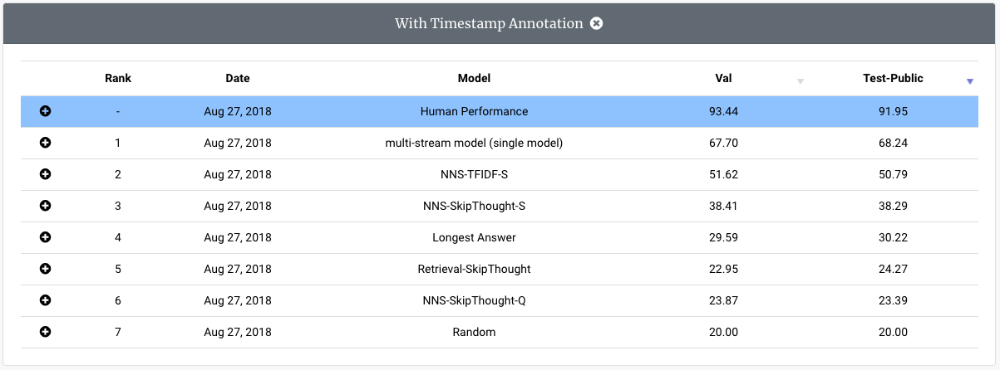 With Timestamp Annotation
Rank Date Model Val Test-Public
- Aug 27, 2018 Human Performance 93.44 91.95
1 Aug 27, 2018 multi-stream model (single model) 67.70 68.24
2 Aug 27, 2018 NNS-TFIDF-S 51.62 50.79
3 Aug 27, 2018 NNS-SkipThought-S 38.41 38.29
4 Aug 27, 2018 Longest Answer 29.59 30.22
5 Aug 27, 2018 Retrieval-SkipThought 22.95 24.27
6 Aug 27, 2018 NNS-SkipThought-Q 23.87 23.39
7 Aug 27, 2018 Random 20.00 20.00